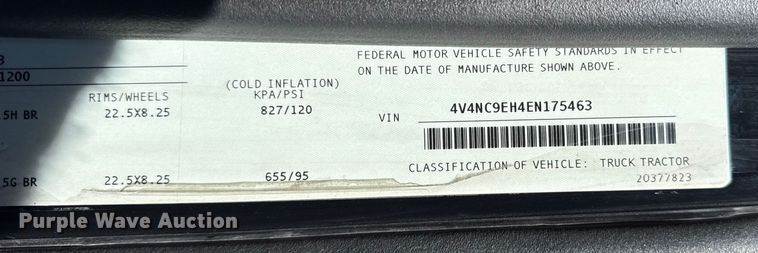 FEDERAL MOTOR VEHICLE SAFETY STANDARDS IN EFFECT
ON THE DATE OF MANUFACTURE SHOWN ABOVE.
1200
RIMS/WHEELS
(COLD INFLATION)
KPA/PSI
5H BR 22.5X8.25 827/120
VIN 4V4NC9EH4EN175463
CLASSIFICATION OF VEHICLE: TRUCK TRACTOR
5G BR 22.5X8.25 655/95
20377823
Purple Wave Auction